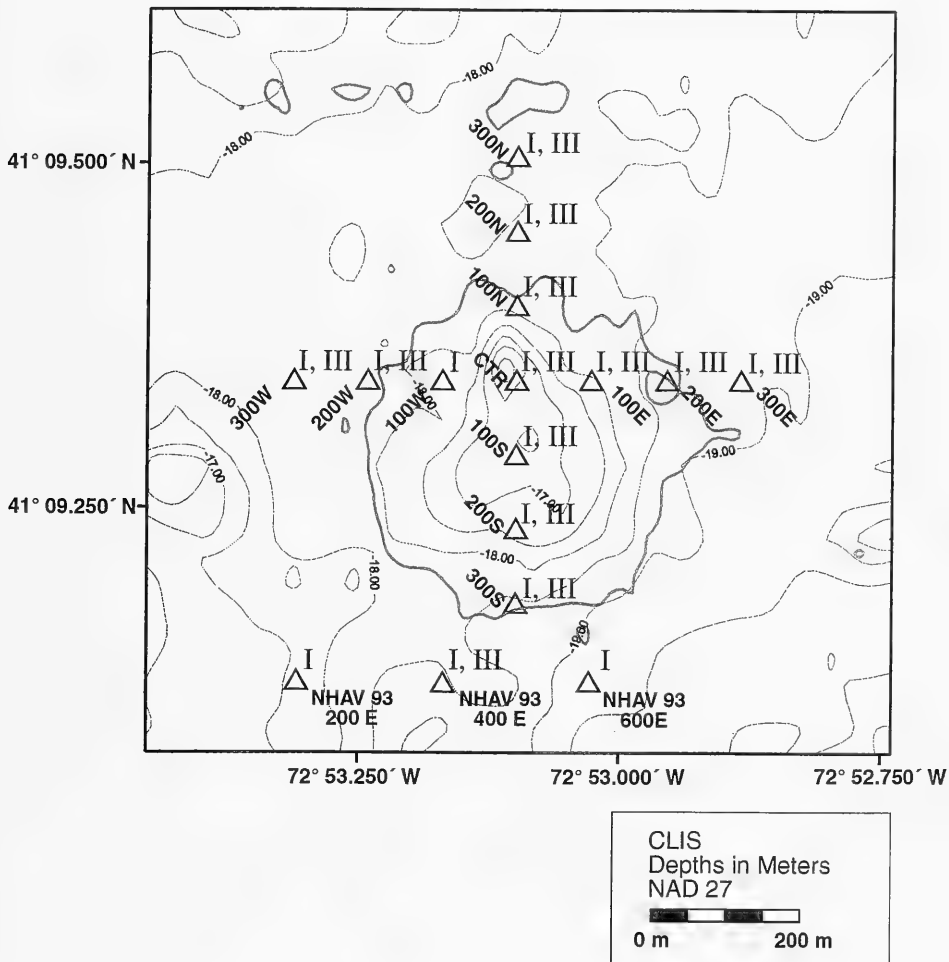 -18.00
-18.00
300N
I, III
41° 09.500´ N
200N
I, III
100N
I, III
-19.00
I, III
I, III
I
CTR
I, III
I, III
I, III
I, III
-18.00
-18.00
300W
200W
100W
100E
200E
300E
100S
I, III
-17.00
-19.00
41° 09.250´ N
-17.00
200S
I, III
-18.00
-18.00
300S
I, III
-19.00
I
I, III
I
NHAV 93
200 E
NHAV 93
400 E
NHAV 93
600E
72° 53.250´ W
72° 53.000´ W
72° 52.750´ W
CLIS
Depths in Meters
NAD 27
0 m
200 m